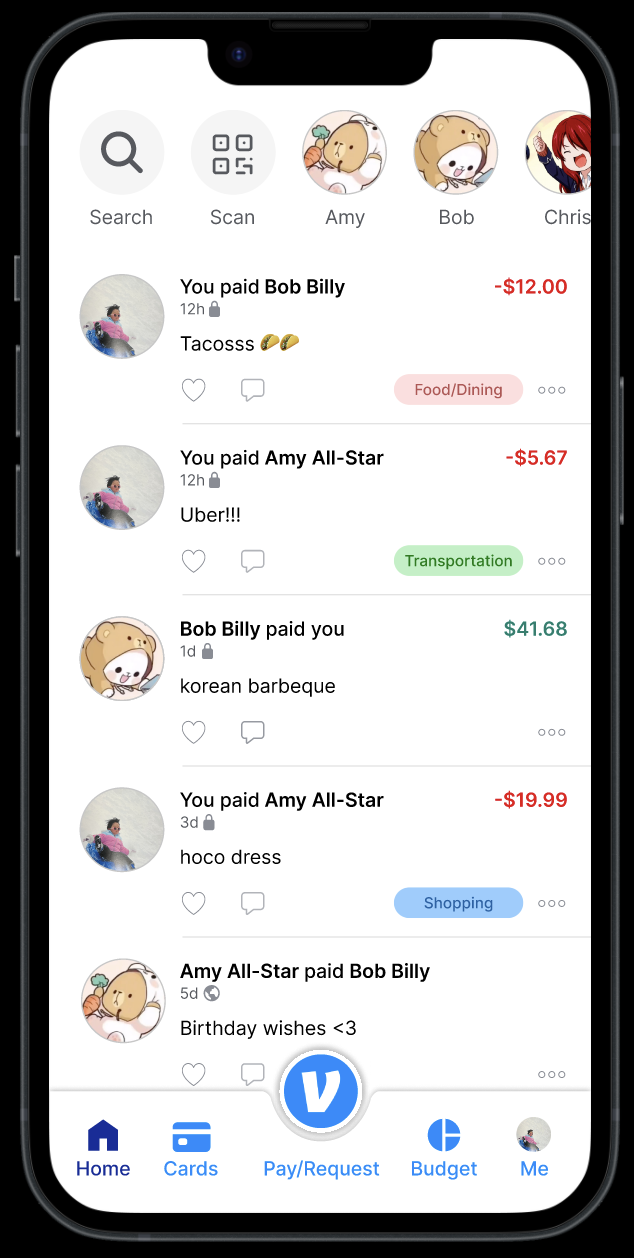 Search
Scan
Amy
Bob
Chris
You paid Bob Billy
-$12.00
12h
Tacosss 🌮🌮
Food/Dining
You paid Amy All-Star
-$5.67
12h
Uber!!!
Transportation
Bob Billy paid you
$41.68
1d
korean barbeque
You paid Amy All-Star
-$19.99
3d
hoco dress
Shopping
Amy All-Star paid Bob Billy
5d
Birthday wishes <3
V
Home
Cards
Pay/Request
Budget
Me